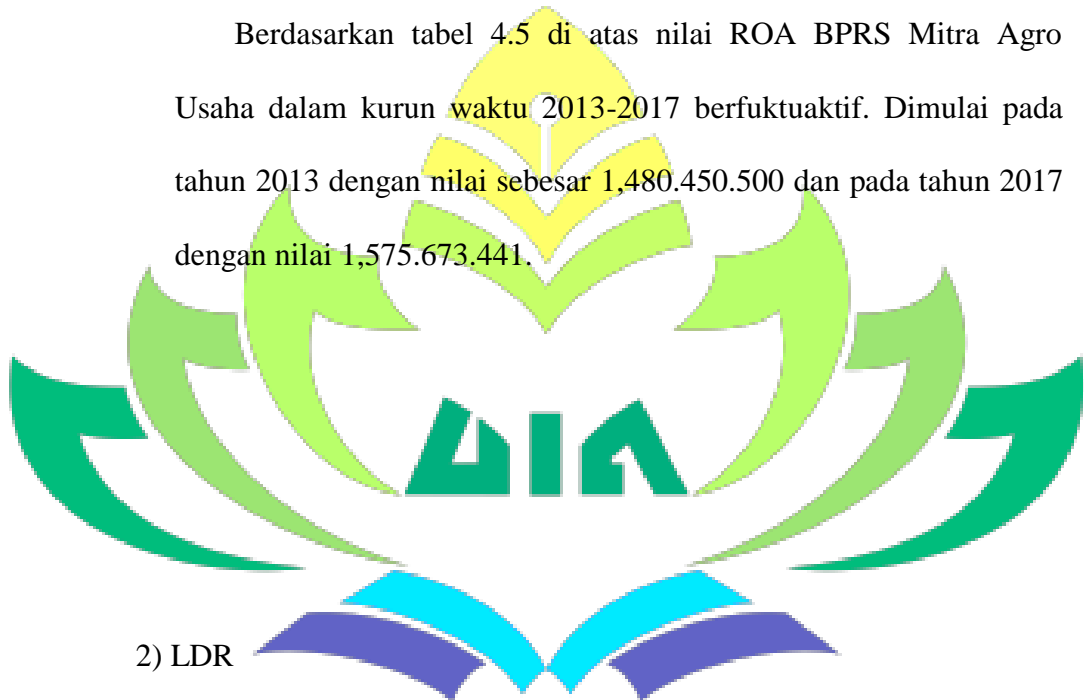 Berdasarkan tabel 4.5 di atas nilai ROA BPRS Mitra Agro
Usaha dalam kurun waktu 2013-2017 berfuktuaktif. Dimulai pada
tahun 2013 dengan nilai sebesar 1,480.450.500 dan pada tahun 2017
dengan nilai 1,575.673.441.
2) LDR